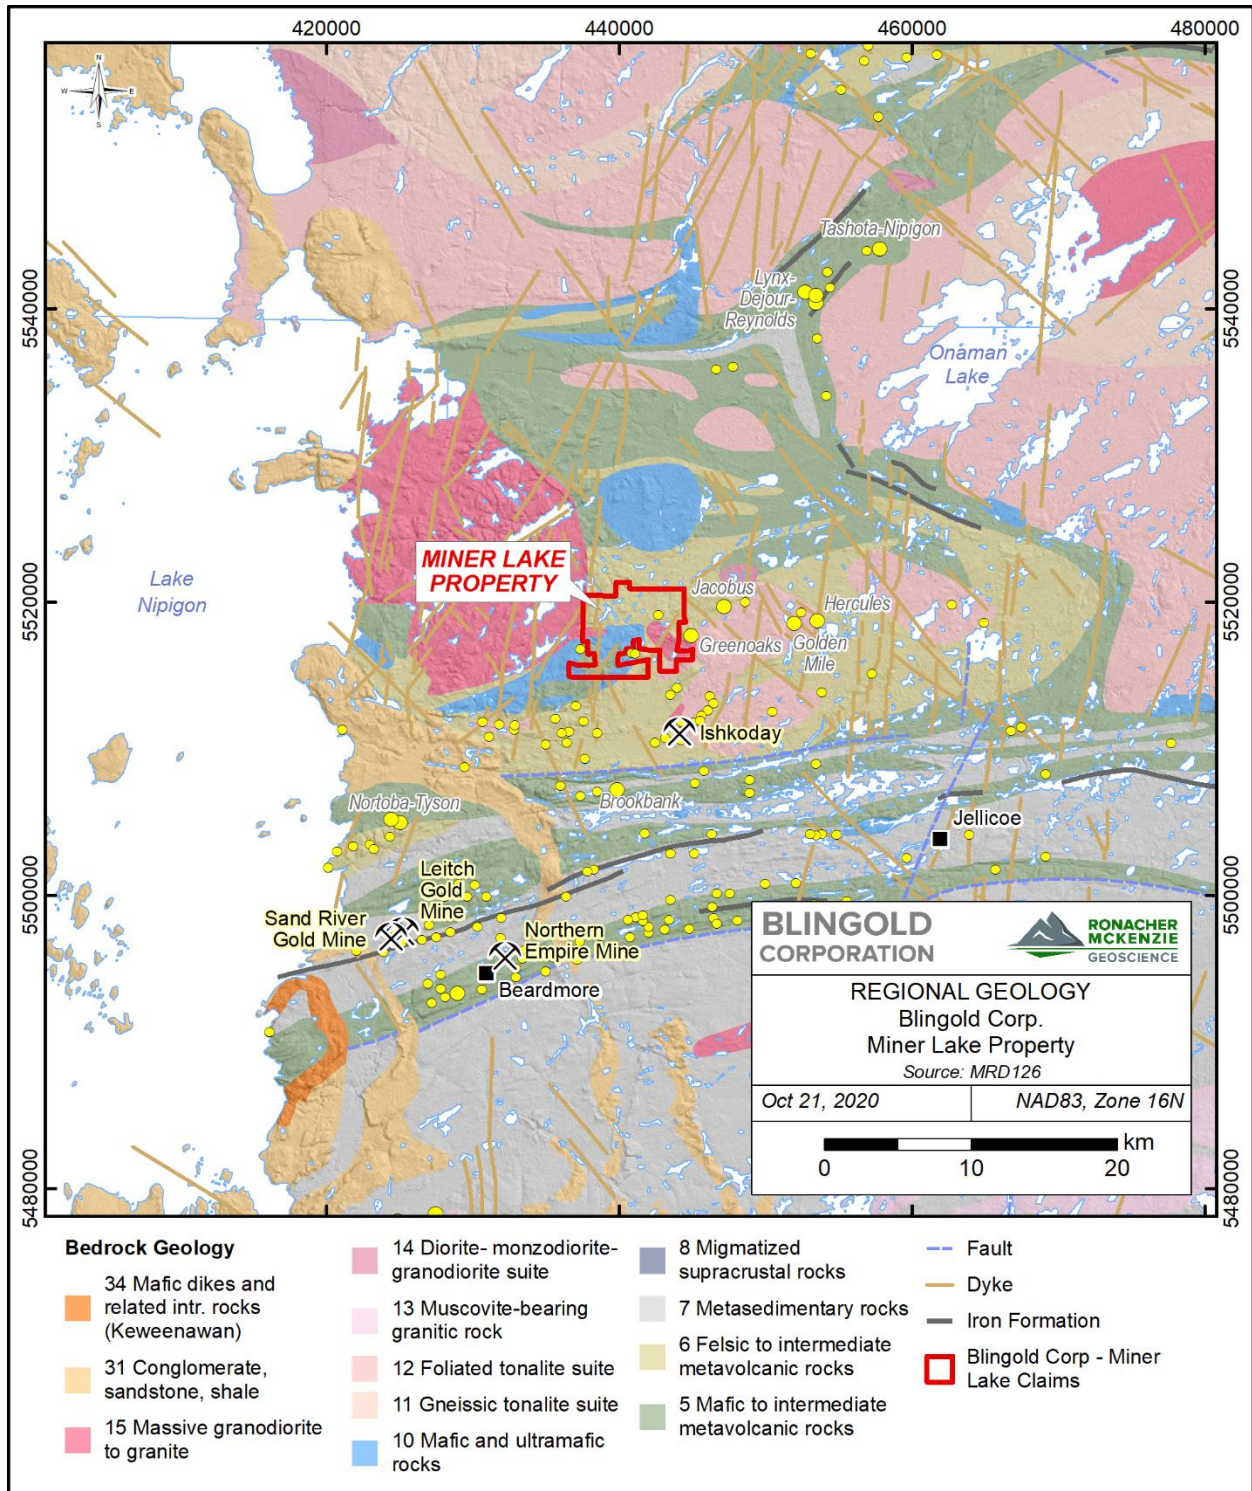 420000
440000
460000
480000
N
W
E
S
5540000
5540000
Tashota-Nipigon
Lynx-
Dejour-
Reynolds
Onaman
Lake
MINER LAKE
PROPERTY
Lake
Nipigon
5520000
5520000
Jacobus
Hercules
Greenoaks
Golden
Mile
Ishkoday
Nortoba-Tyson
Brookbank
Jellicoe
Leitch
Gold
Mine
5500000
5500000
Sand River
Gold Mine
Northern
Empire Mine
Beardmore
BLINGOLD
CORPORATION
RONACHER
MCKENZIE
GEOSCIENCE
REGIONAL GEOLOGY
Blingold Corp.
Miner Lake Property
Source: MRD126
Oct 21, 2020
NAD83, Zone 16N
km
0
10
20
5480000
5480000
Bedrock Geology
34 Mafic dikes and
related intr. rocks
(Keweenawan)
31 Conglomerate,
sandstone, shale
15 Massive granodiorite
to granite
14 Diorite- monzodiorite-
granodiorite suite
13 Muscovite-bearing
granitic rock
12 Foliated tonalite suite
11 Gneissic tonalite suite
10 Mafic and ultramafic
rocks
8 Migmatized
supracrustal rocks
7 Metasedimentary rocks
6 Felsic to intermediate
metavolcanic rocks
5 Mafic to intermediate
metavolcanic rocks
Fault
Dyke
Iron Formation
Blingold Corp - Miner
Lake Claims